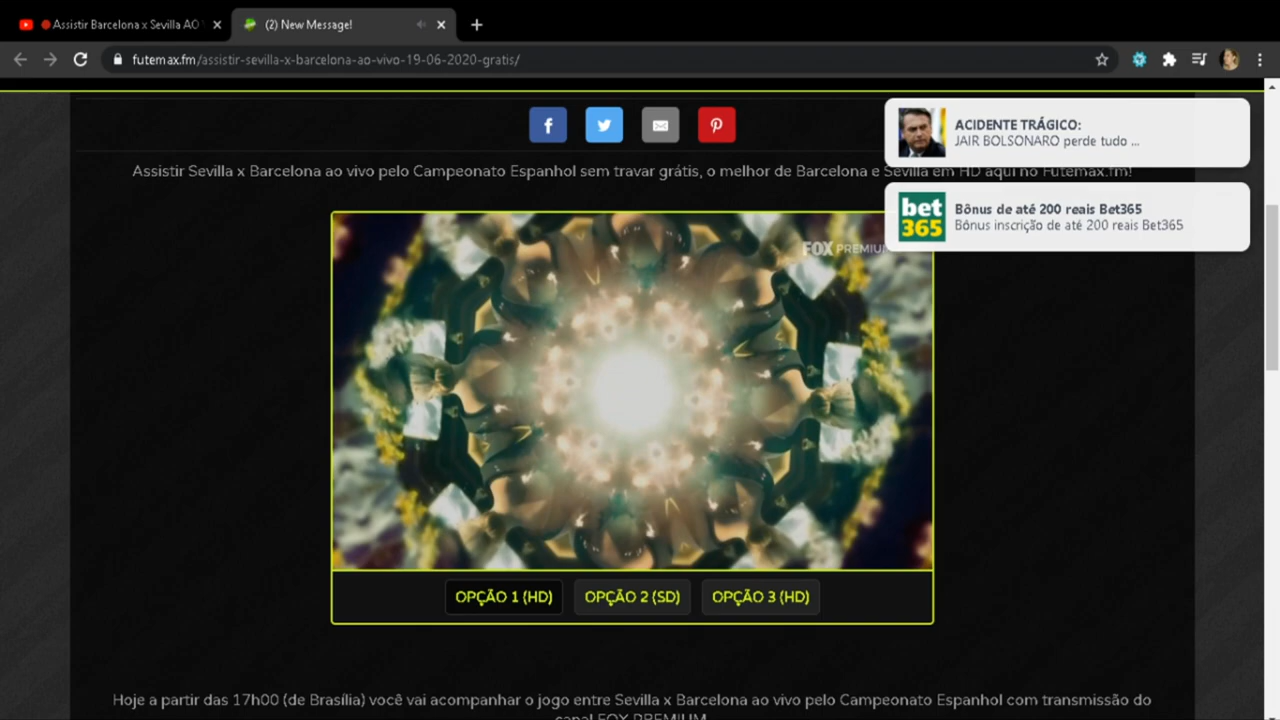 Assistir Barcelona x Sevilla AO
(2) New Message!
futemax.fm/assistir-sevilla-x-barcelona-ao-vivo-19-06-2020-gratis/
ACIDENTE TRÁGICO:
JAIR BOLSONARO perde tudo ...
Assistir Sevilla x Barcelona ao vivo pelo Campeonato Espanhol sem travar grátis, o melhor de Barcelona e Sevilla em HD aqui no Futemax.fm!
bet
365
Bônus de até 200 reais Bet365
Bônus inscrição de até 200 reais Bet365
FOX PREMIUM
OPÇÃO 1 (HD)
OPÇÃO 2 (SD)
OPÇÃO 3 (HD)
Hoje a partir das 17h00 (de Brasília) você vai acompanhar o jogo entre Sevilla x Barcelona ao vivo pelo Campeonato Espanhol com transmissão do
canal FOX PREMIUM